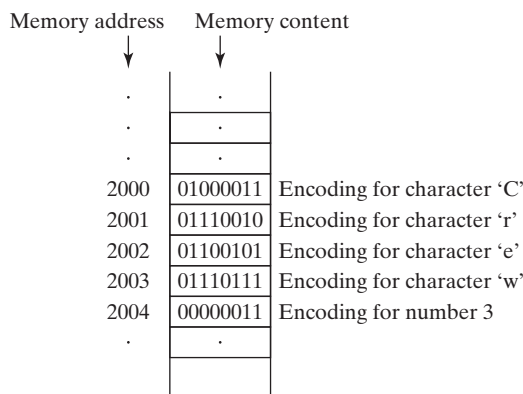 Memory address Memory content
. .
. .
. .
2000 01000011 Encoding for character ‘C’
2001 01110010 Encoding for character ‘r’
2002 01100101 Encoding for character ‘e’
2003 01110111 Encoding for character ‘w’
2004 00000011 Encoding for number 3
. .